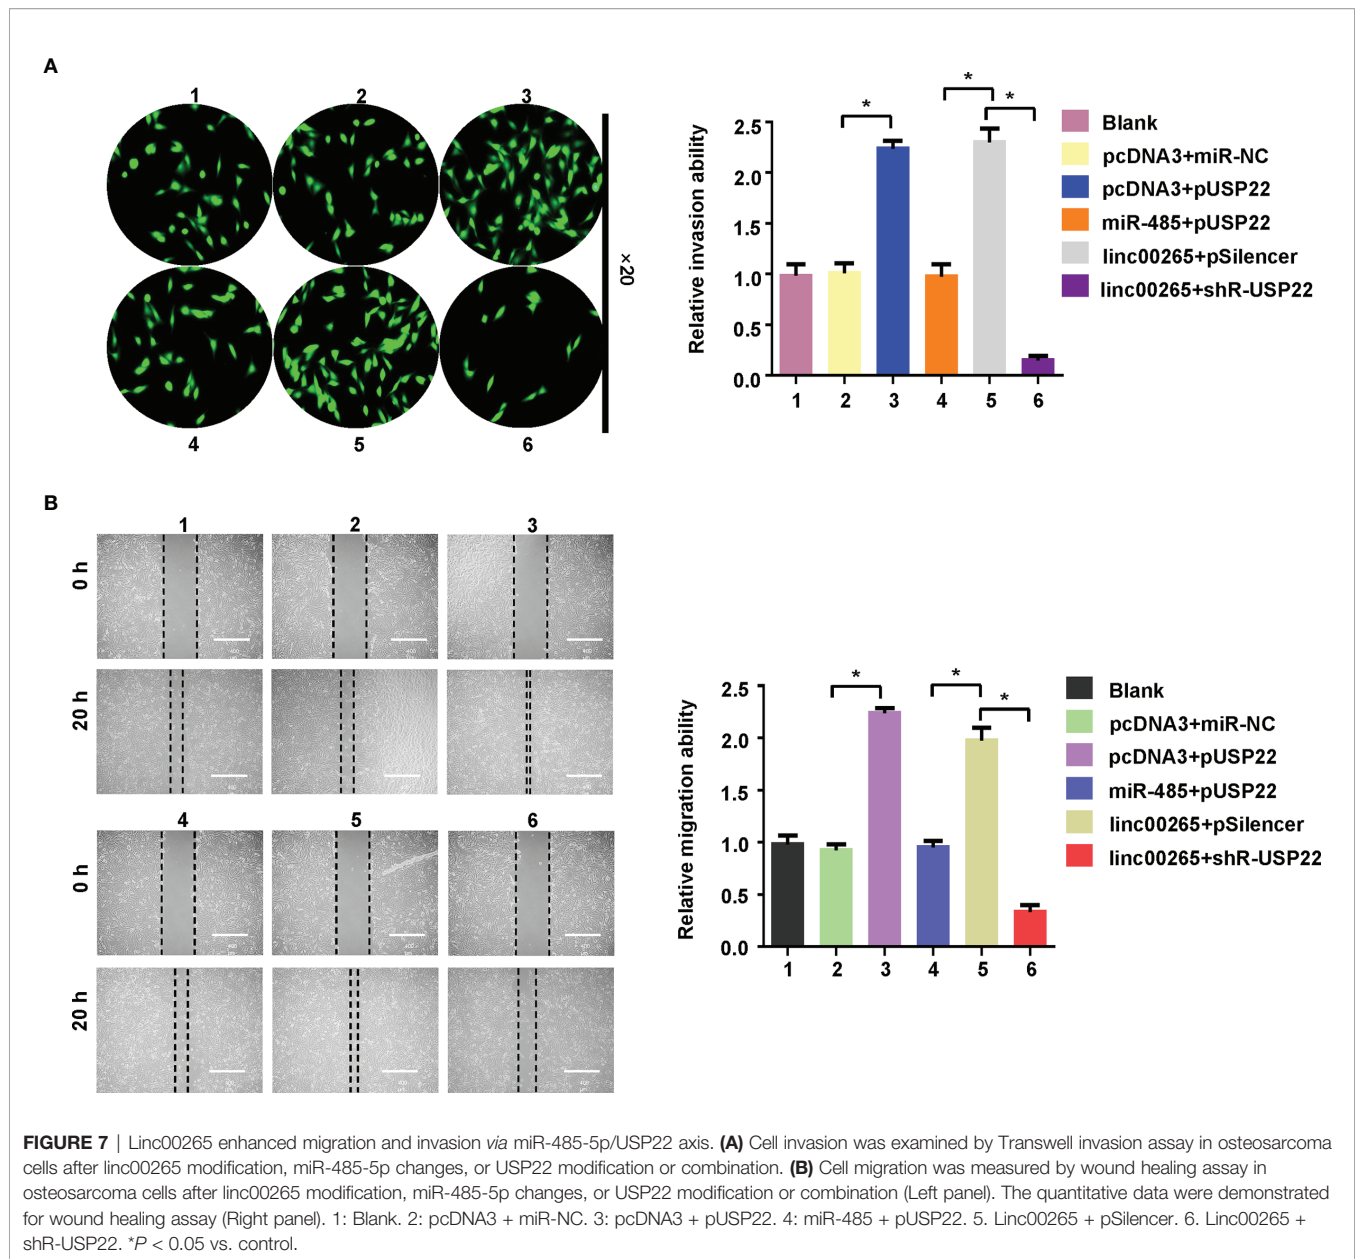 A
1 2 3
×20
4 5 6
Relative invasion ability
2.5
2.0
1.5
1.0
0.5
0.0
* * *
1 2 3 4 5 6
Blank
pcDNA3+miR-NC
pcDNA3+pUSP22
miR-485+pUSP22
linc00265+pSilencer
linc00265+shR-USP22
B
1 2 3
0 h
20 h
4 5 6
0 h
20 h
Relative migration ability
2.5
2.0
1.5
1.0
0.5
0.0
* * *
1 2 3 4 5 6
Blank
pcDNA3+miR-NC
pcDNA3+pUSP22
miR-485+pUSP22
linc00265+pSilencer
linc00265+shR-USP22
FIGURE 7 | Linc00265 enhanced migration and invasion via miR-485-5p/USP22 axis. (A) Cell invasion was examined by Transwell invasion assay in osteosarcoma
cells after linc00265 modification, miR-485-5p changes, or USP22 modification or combination. (B) Cell migration was measured by wound healing assay in
osteosarcoma cells after linc00265 modification, miR-485-5p changes, or USP22 modification or combination (Left panel). The quantitative data were demonstrated
for wound healing assay (Right panel). 1: Blank. 2: pcDNA3 + miR-NC. 3: pcDNA3 + pUSP22. 4: miR-485 + pUSP22. 5. Linc00265 + pSilencer. 6. Linc00265 +
shR-USP22. *P < 0.05 vs. control.